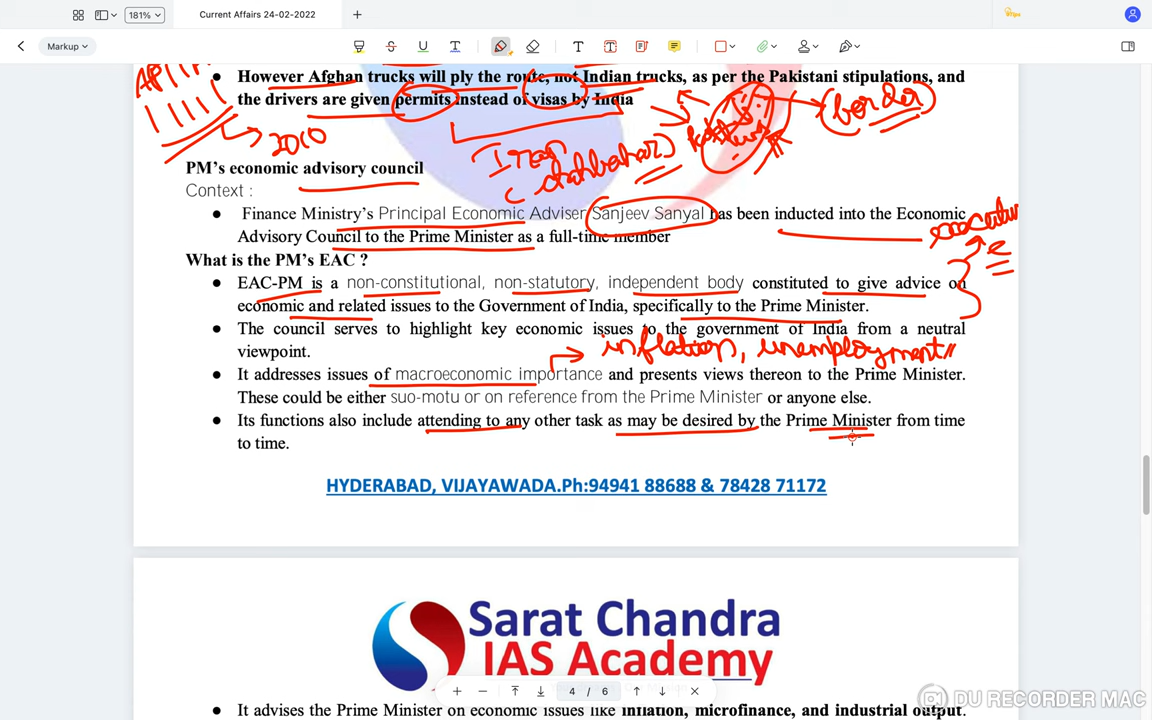 181%
Current Affairs 24-02-2022
Markup
However Afghan trucks will ply the route, not Indian trucks, as per the Pakistani stipulations, and
the drivers are given permits instead of visas by India
2010
(border)
PM's economic advisory council
Context :
Finance Ministry's Principal Economic Adviser Sanjeev Sanyal has been inducted into the Economic
Advisory Council to the Prime Minister as a full-time member
What is the PM's EAC ?
EAC-PM is a non-constitutional, non-statutory, independent body constituted to give advice on
economic and related issues to the Government of India, specifically to the Prime Minister.
The council serves to highlight key economic issues to the government of India from a neutral
viewpoint.
inflation, unemployment
It addresses issues of macroeconomic importance and presents views thereon to the Prime Minister.
These could be either suo-motu or on reference from the Prime Minister or anyone else.
Its functions also include attending to any other task as may be desired by the Prime Minister from time
to time.
HYDERABAD, VIJAYAWADA.Ph:94941 88688 & 78428 71172
Sarat Chandra
IAS Academy
4 / 6
DU RECORDER MAC
It advises the Prime Minister on economic issues like inflation, microfinance, and industrial output.